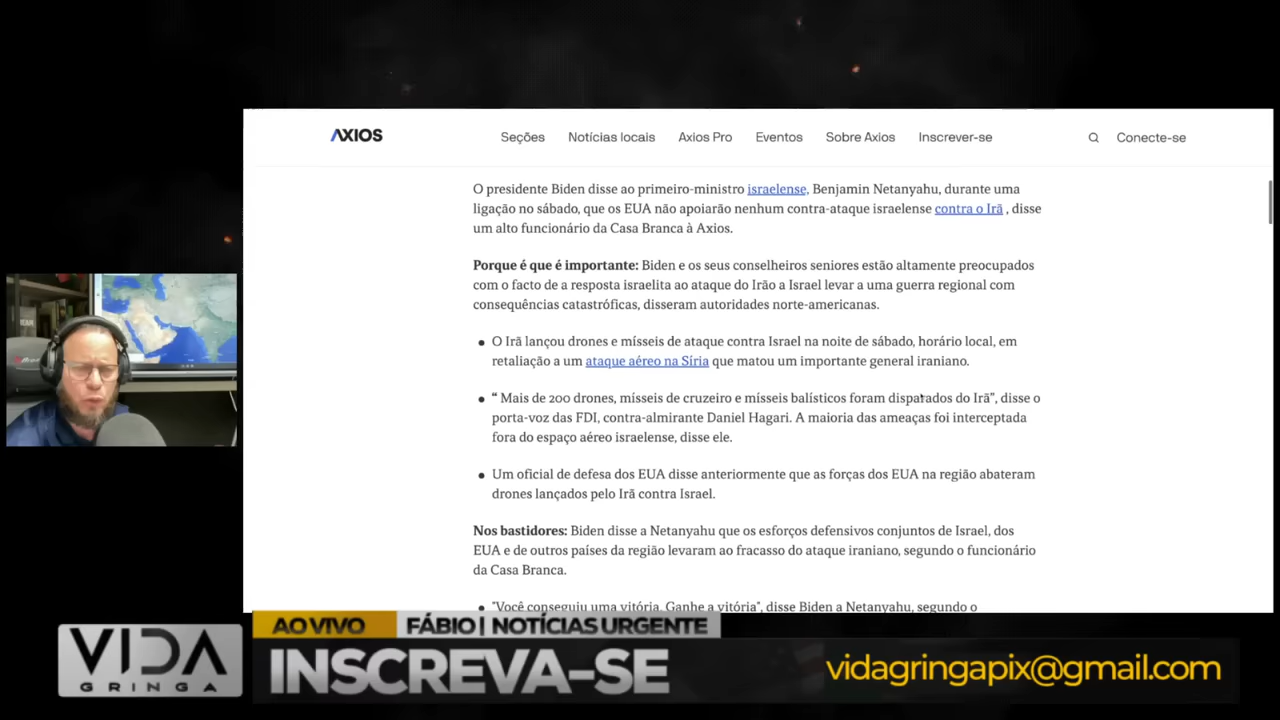 AXIOS
Seções
Notícias locais
Axios Pro
Eventos
Sobre Axios
Inscrever-se
Conecte-se
O presidente Biden disse ao primeiro-ministro israelense, Benjamin Netanyahu, durante uma
ligação no sábado, que os EUA não apoiarão nenhum contra-ataque israelense contra o Irã , disse
um alto funcionário da Casa Branca à Axios.
Porque é que é importante: Biden e os seus conselheiros seniores estão altamente preocupados
com o facto de a resposta israelita ao ataque do Irão a Israel levar a uma guerra regional com
consequências catastróficas, disseram autoridades norte-americanas.
● O Irã lançou drones e mísseis de ataque contra Israel na noite de sábado, horário local, em
retaliação a um ataque aéreo na Síria que matou um importante general iraniano.
● “ Mais de 200 drones, mísseis de cruzeiro e mísseis balísticos foram disparados do Irã”, disse o
porta-voz das FDI, contra-almirante Daniel Hagari. A maioria das ameaças foi interceptada
fora do espaço aéreo israelense, disse ele.
● Um oficial de defesa dos EUA disse anteriormente que as forças dos EUA na região abateram
drones lançados pelo Irã contra Israel.
Nos bastidores: Biden disse a Netanyahu que os esforços defensivos conjuntos de Israel, dos
EUA e de outros países da região levaram ao fracasso do ataque iraniano, segundo o funcionário
da Casa Branca.
● "Você conseguiu uma vitória. Ganhe a vitória", disse Biden a Netanyahu, segundo o
AO VIVO
FÁBIO | NOTÍCIAS URGENTE
VIDA
GRINGA
INSCREVA-SE
vidagringapix@gmail.com